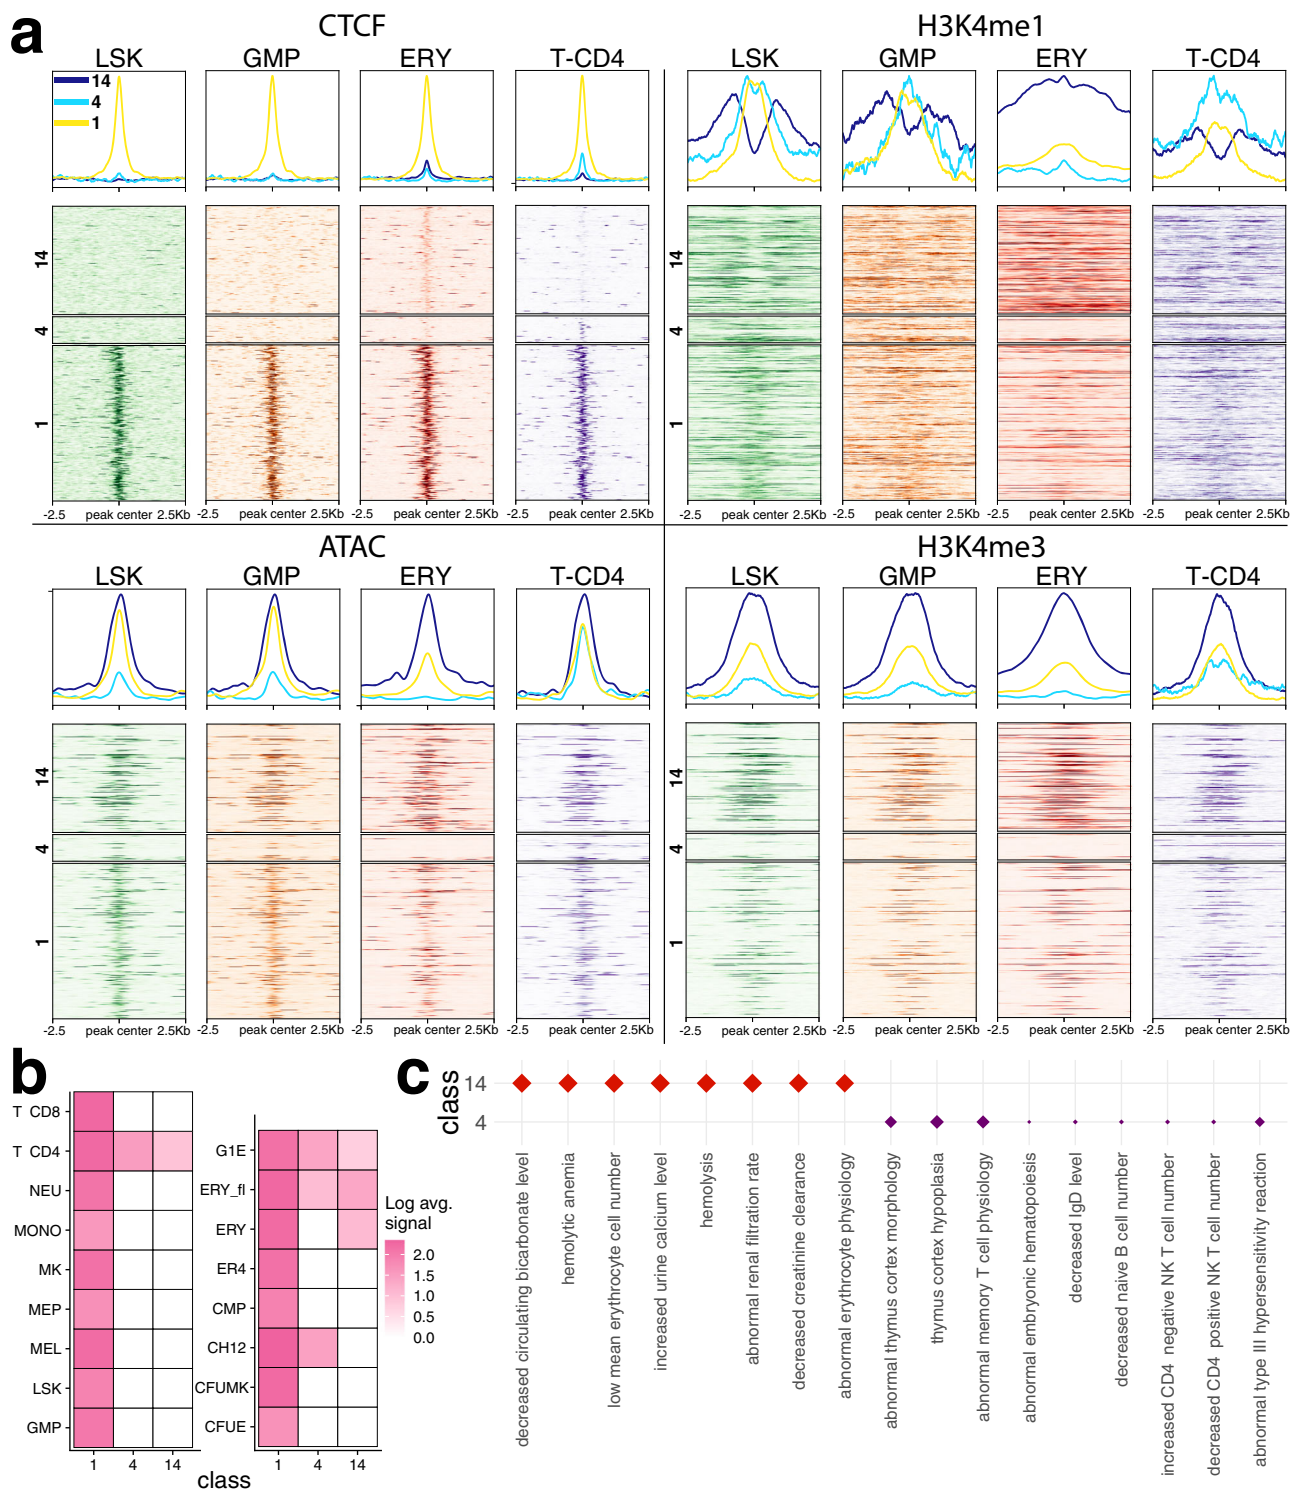 a
CTCF
H3K4me1
LSK GMP ERY T-CD4
LSK GMP ERY T-CD4
14
4
1
14
4
1
14
4
1
-2.5 peak center 2.5Kb
-2.5 peak center 2.5Kb
-2.5 peak center 2.5Kb
-2.5 peak center 2.5Kb
-2.5 peak center 2.5Kb
-2.5 peak center 2.5Kb
-2.5 peak center 2.5Kb
-2.5 peak center 2.5Kb
ATAC
H3K4me3
LSK GMP ERY T-CD4
LSK GMP ERY T-CD4
14
4
1
14
4
1
-2.5 peak center 2.5Kb
-2.5 peak center 2.5Kb
-2.5 peak center 2.5Kb
-2.5 peak center 2.5Kb
-2.5 peak center 2.5Kb
-2.5 peak center 2.5Kb
-2.5 peak center 2.5Kb
-2.5 peak center 2.5Kb
b
T CD8
T CD4
NEU
MONO
MK
MEP
MEL
LSK
GMP
1 4 14
G1E
ERY_fl
ERY
ER4
CMP
CH12
CFUMK
CFUE
1 4 14
class
Log avg.
signal
2.0
1.5
1.0
0.5
0.0
c
class
14
4
decreased circulating bicarbonate level
hemolytic anemia
low mean erythrocyte cell number
increased urine calcium level
hemolysis
abnormal renal filtration rate
decreased creatinine clearance
abnormal erythrocyte physiology
abnormal thymus cortex morphology
thymus cortex hypoplasia
abnormal memory T cell physiology
abnormal embryonic hematopoiesis
decreased IgD level
decreased naive B cell number
increased CD4 negative NK T cell number
decreased CD4 positive NK T cell number
abnormal type III hypersensitivity reaction